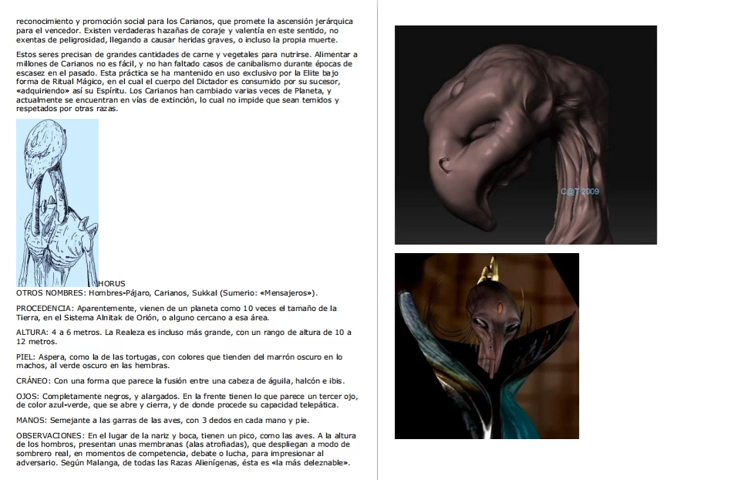 reconocimiento y promoción social para los Carianos, que promete la ascensión jerárquica
para el vencedor. Existen verdaderas hazañas de coraje y valentía en este sentido, no
exentas de peligrosidad, llegando a causar heridas graves, o incluso la propia muerte.
Estos seres precisan de grandes cantidades de carne y vegetales para nutrirse. Alimentar a
millones de Carianos no es fácil, y no han faltado casos de canibalismo durante épocas de
escasez en el pasado. Esta práctica se ha mantenido en uso exclusivo por la Elite bajo
forma de Ritual Mágico, en el cual el cuerpo del Dictador es consumido por su sucesor,
«adquiriendo» así su Espíritu. Los Carianos han cambiado varias veces de Planeta, y
actualmente se encuentran en vías de extinción, lo cual no impide que sean temidos y
respetados por otras razas.
HORUS
OTROS NOMBRES: Hombres-Pájaro, Carianos, Sukkal (Sumerio: «Mensajeros»).
PROCEDENCIA: Aparentemente, vienen de un planeta como 10 veces el tamaño de la
Tierra, en el Sistema Alnitak de Orión, o alguno cercano a esa área.
ALTURA: 4 a 6 metros. La Realeza es incluso más grande, con un rango de altura de 10 a
12 metros.
PIEL: Aspera, como la de las tortugas, con colores que tienden del marrón oscuro en lo
machos, al verde oscuro en las hembras.
CRÁNEO: Con una forma que parece la fusión entre una cabeza de águila, halcón e ibis.
OJOS: Completamente negros, y alargados. En la frente tienen lo que parece un tercer ojo,
de color azul-verde, que se abre y cierra, y de donde procede su capacidad telepática.
MANOS: Semejante a las garras de las aves, con 3 dedos en cada mano y pie.
OBSERVACIONES: En el lugar de la nariz y boca, tienen un pico, como las aves. A la altura
de los hombros, presentan unas membranas (alas atrofiadas), que despliegan a modo de
sombrero real, en momentos de competencia, debate o lucha, para impresionar al
adversario. Según Malanga, de todas las Razas Alienígenas, ésta es «la más deleznable».
C@T 2009